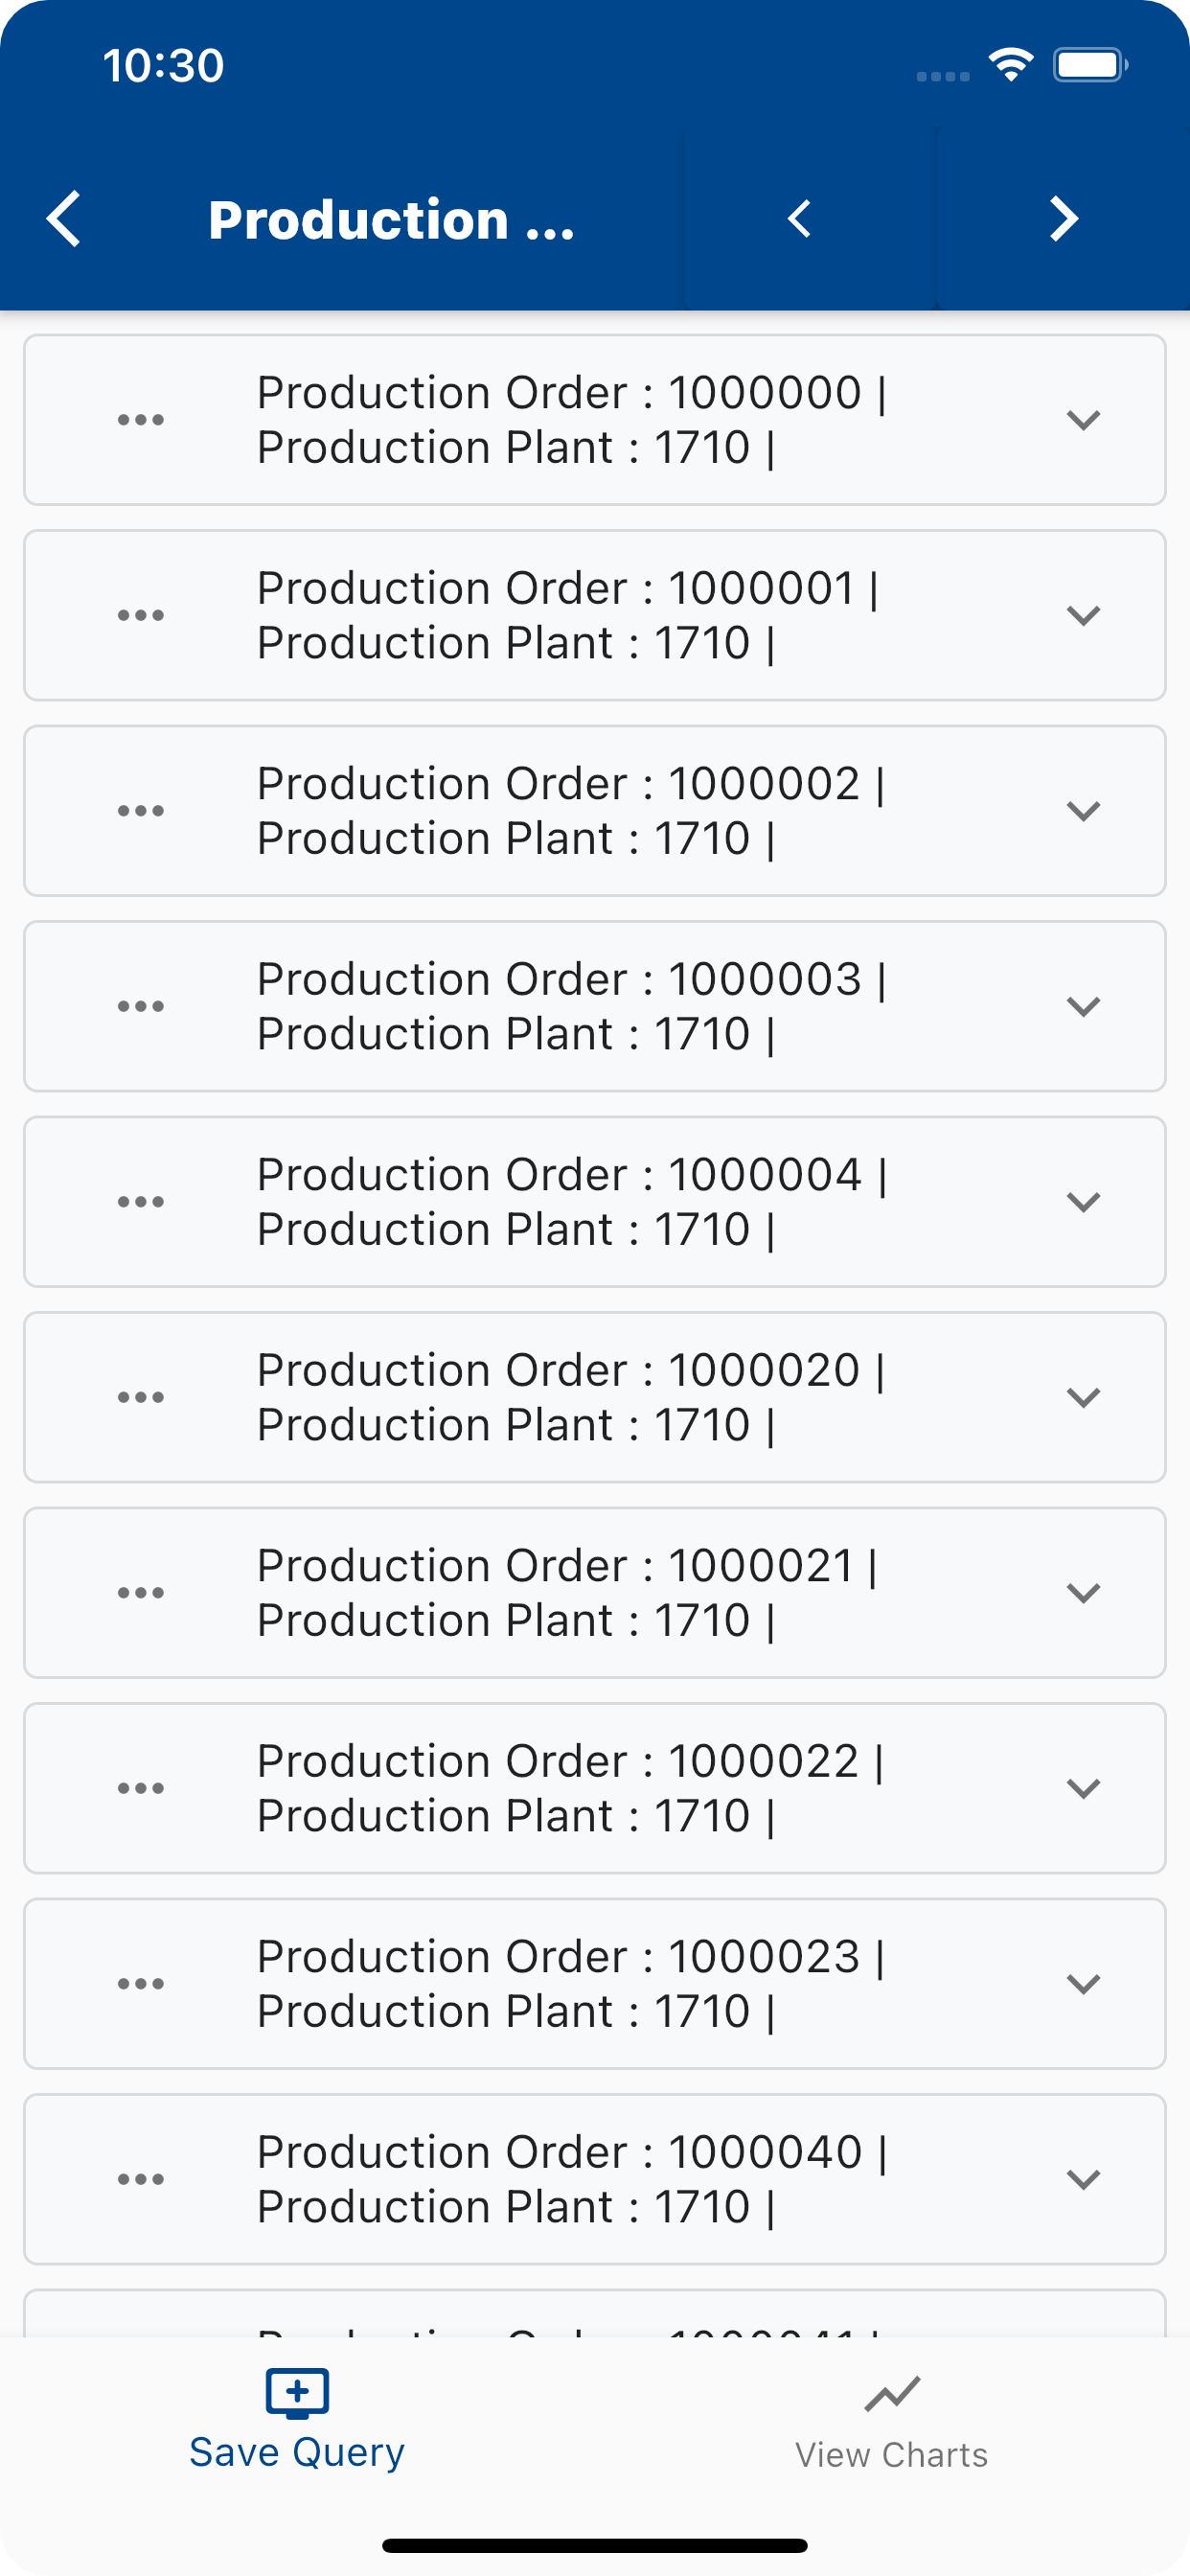 10:30
Production ...
Production Order : 1000000 |
Production Plant : 1710 |
Production Order : 1000001 |
Production Plant : 1710 |
Production Order : 1000002 |
Production Plant : 1710 |
Production Order : 1000003 |
Production Plant : 1710 |
Production Order : 1000004 |
Production Plant : 1710 |
Production Order : 1000020 |
Production Plant : 1710 |
Production Order : 1000021 |
Production Plant : 1710 |
Production Order : 1000022 |
Production Plant : 1710 |
Production Order : 1000023 |
Production Plant : 1710 |
Production Order : 1000040 |
Production Plant : 1710 |
Production Order : 1000041 |
Save Query
View Charts